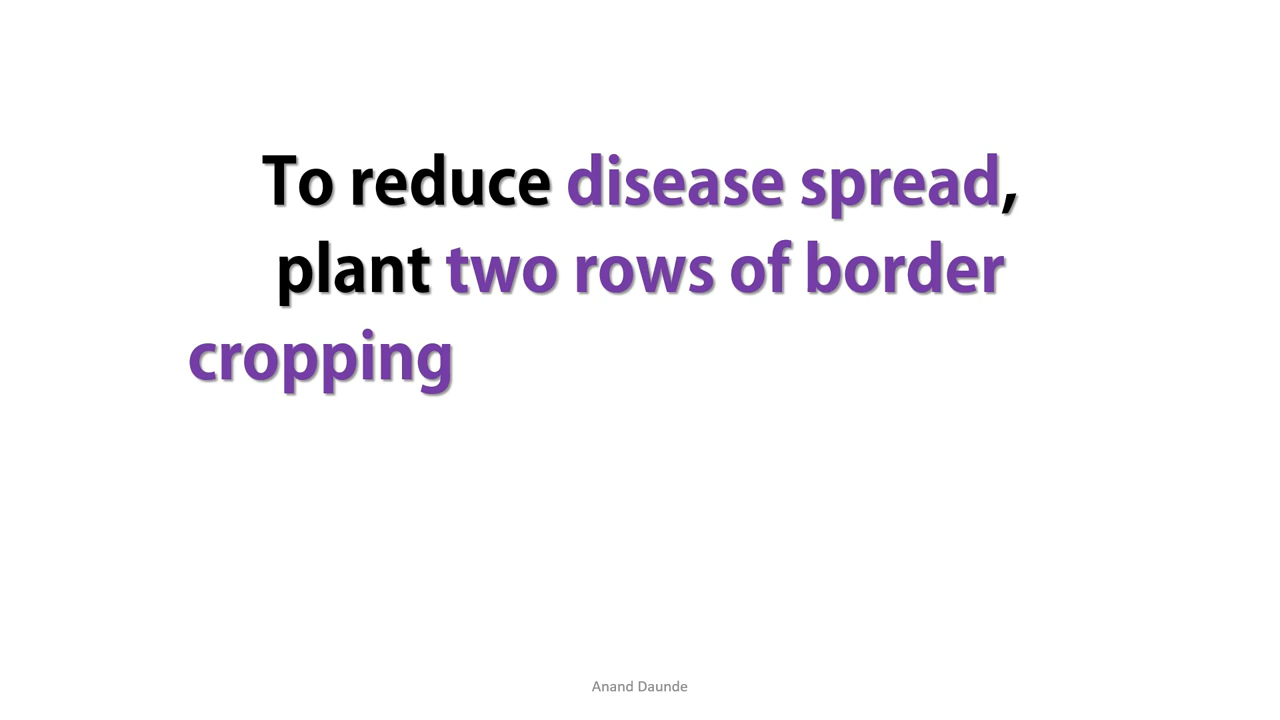 To reduce disease spread,
plant two rows of border
cropping
Anand Daunde